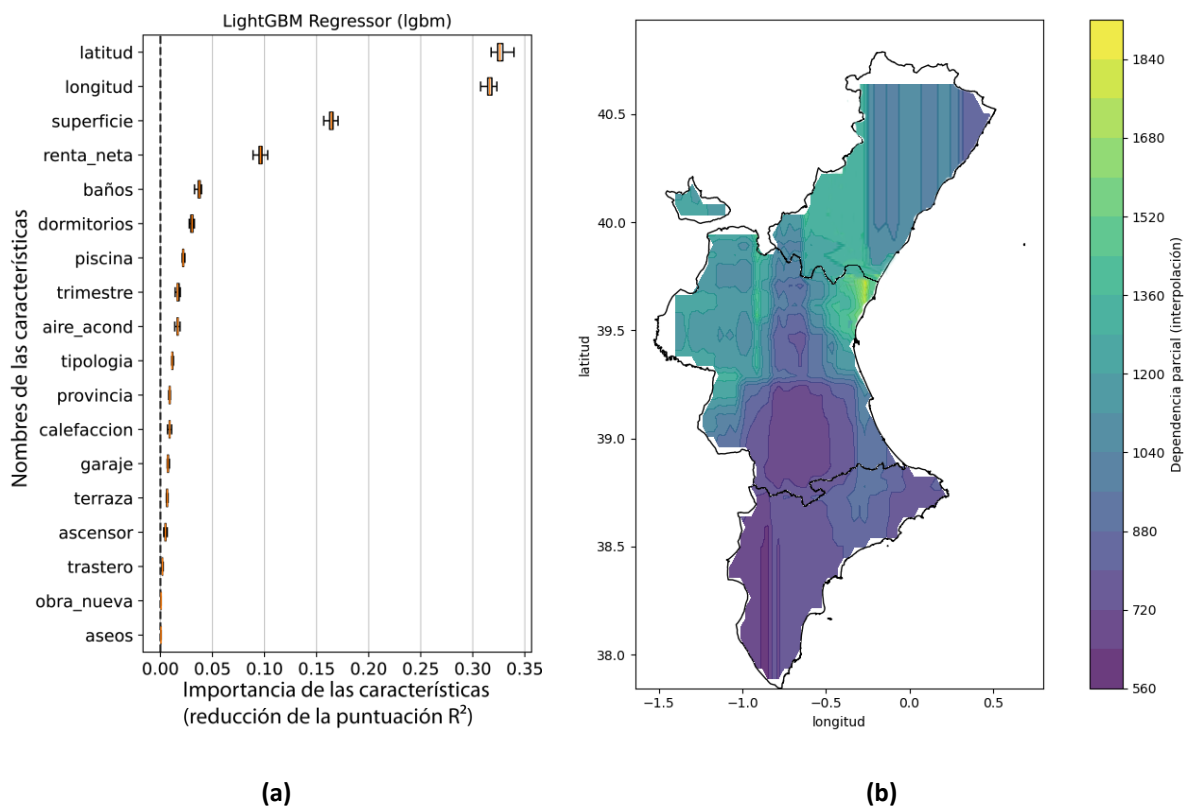 LightGBM Regressor (lgbm)
Nombres de las características
latitud
longitud
superficie
renta_neta
baños
dormitorios
piscina
trimestre
aire_acond
tipologia
provincia
calefaccion
garaje
terraza
ascensor
trastero
obra_nueva
aseos
0.00 0.05 0.10 0.15 0.20 0.25 0.30 0.35
Importancia de las características
(reducción de la puntuación R²)
(a)
latitud
40.5
40.0
39.5
39.0
38.5
38.0
−1.5 −1.0 −0.5 0.0 0.5
longitud
1840
1680
1520
1360
1200
1040
880
720
560
Dependencia parcial (interpolación)
(b)